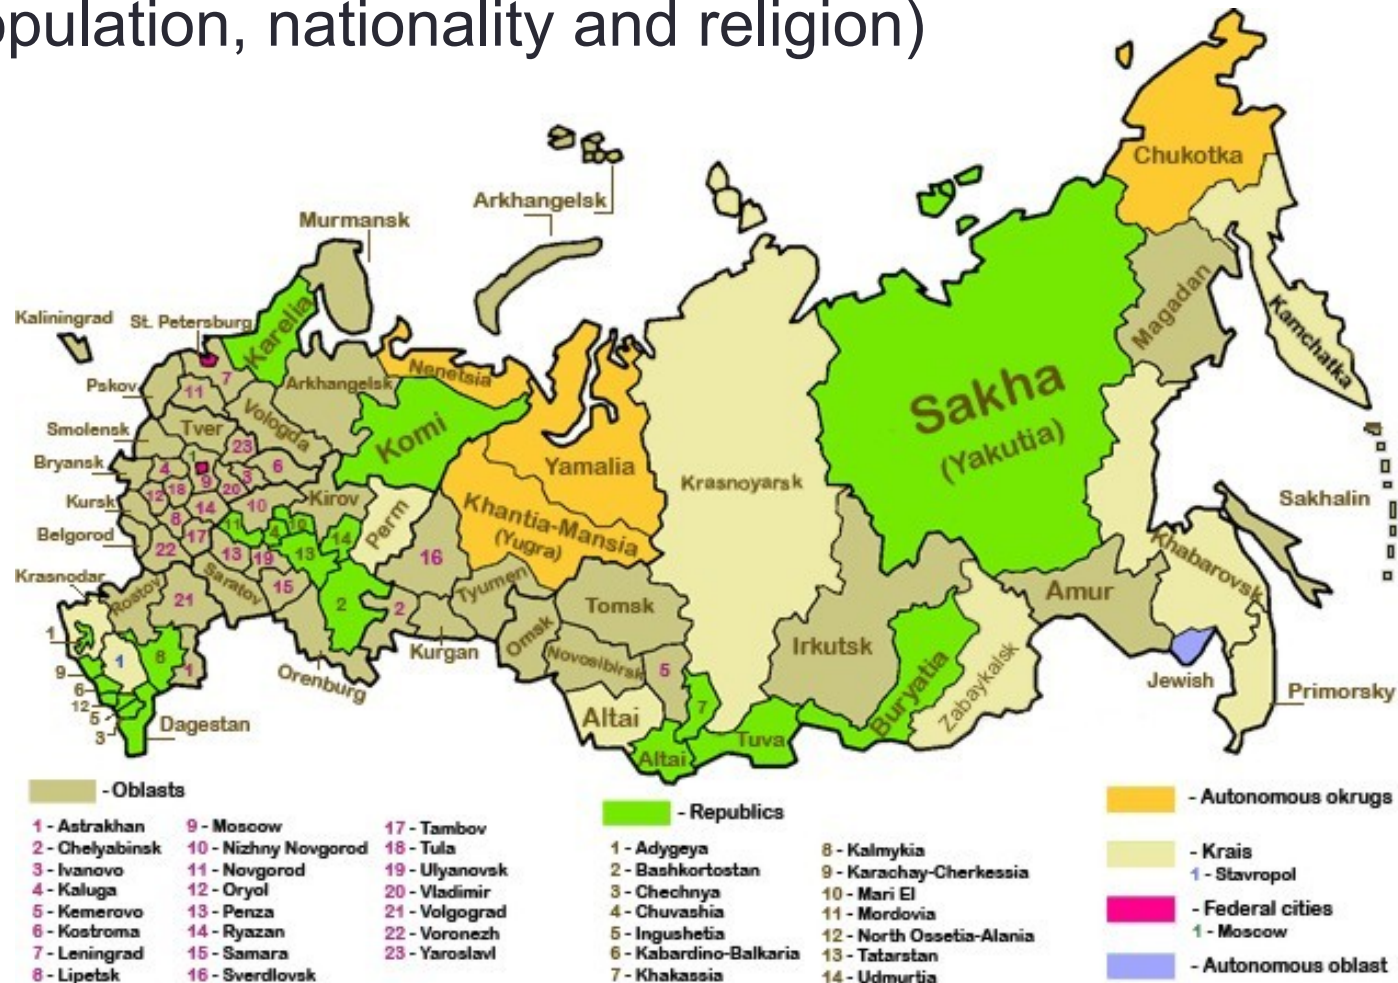 opulation, nationality and religion)
Chukotka
Arkhangelsk
Murmansk
Magadan
Kamchatka
Kaliningrad
St. Petersburg
Karelia
Sakha
(Yakutia)
Nenetsia
Arkhangelsk
Pskov
7
11
Vologda
Komi
Smolensk
Tver
23
Yamalia
Krasnoyarsk
Sakhalin
Bryansk
1
4
9
3
6
Kirov
Perm
Khantia-Mansia
(Yugra)
Kursk
12
18
20
10
14
8
11
4
10
14
Khabarovsk
Belgorod
22
17
13
19
13
16
Krasnodar
Rostov
21
Saratov
15
2
2
Tyumen
Tomsk
Amur
Kurgan
Omsk
Novosibirsk
5
Irkutsk
1
9
6
12
5
3
1
8
1
Orenburg
Dagestan
Altai
7
Altai
Tuva
Buryatia
Zabaykalsk
Jewish
Primorsky
- Oblasts
1 - Astrakhan
2 - Chelyabinsk
3 - Ivanovo
4 - Kaluga
5 - Kemerovo
6 - Kostroma
7 - Leningrad
8 - Lipetsk
9 - Moscow
10 - Nizhny Novgorod
11 - Novgorod
12 - Oryol
13 - Penza
14 - Ryazan
15 - Samara
16 - Sverdlovsk
17 - Tambov
18 - Tula
19 - Ulyanovsk
20 - Vladimir
21 - Volgograd
22 - Voronezh
23 - Yaroslavl
- Republics
1 - Adygeya
2 - Bashkortostan
3 - Chechnya
4 - Chuvashia
5 - Ingushetia
6 - Kabardino-Balkaria
7 - Khakassia
8 - Kalmykia
9 - Karachay-Cherkessia
10 - Mari El
11 - Mordovia
12 - North Ossetia-Alania
13 - Tatarstan
14 - Udmurtia
- Autonomous okrugs
- Krais
1 - Stavropol
- Federal cities
1 - Moscow
- Autonomous oblast